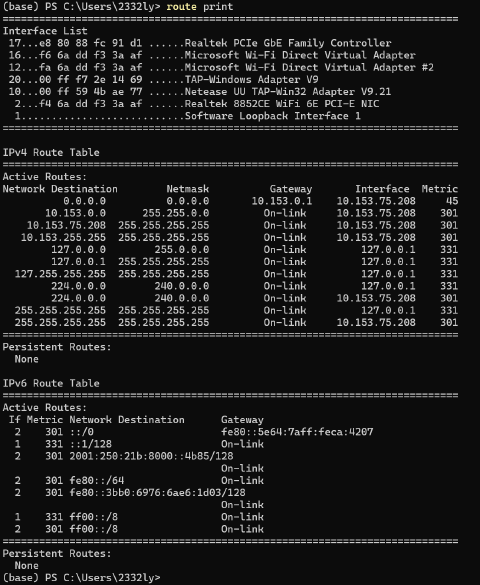 (base) PS C:\Users\2332ly> route print
===========================================================================
Interface List
 17...e8 80 88 fc 91 d1 ......Realtek PCIe GbE Family Controller
 16...f6 6a dd f3 3a af ......Microsoft Wi-Fi Direct Virtual Adapter
 12...fa 6a dd f3 3a af ......Microsoft Wi-Fi Direct Virtual Adapter #2
 20...00 ff f7 2e 14 69 ......TAP-Windows Adapter V9
 10...00 ff 59 4b ae 77 ......Netease UU TAP-Win32 Adapter V9.21
  2...f4 6a dd f3 3a af ......Realtek 8852CE WiFi 6E PCI-E NIC
  1...........................Software Loopback Interface 1
===========================================================================
IPv4 Route Table
===========================================================================
Active Routes:
Network Destination        Netmask          Gateway       Interface  Metric
          0.0.0.0          0.0.0.0       10.153.0.1    10.153.75.208     45
       10.153.0.0      255.255.0.0         On-link     10.153.75.208    301
    10.153.75.208  255.255.255.255         On-link     10.153.75.208    301
   10.153.255.255  255.255.255.255         On-link     10.153.75.208    301
        127.0.0.0        255.0.0.0         On-link         127.0.0.1    331
        127.0.0.1  255.255.255.255         On-link         127.0.0.1    331
  127.255.255.255  255.255.255.255         On-link         127.0.0.1    331
        224.0.0.0        240.0.0.0         On-link         127.0.0.1    331
        224.0.0.0        240.0.0.0         On-link     10.153.75.208    301
  255.255.255.255  255.255.255.255         On-link         127.0.0.1    331
  255.255.255.255  255.255.255.255         On-link     10.153.75.208    301
===========================================================================
Persistent Routes:
  None
IPv6 Route Table
===========================================================================
Active Routes:
 If Metric Network Destination      Gateway
  2    301 ::/0                     fe80::5e64:7aff:feca:4207
  1    331 ::1/128                  On-link
  2    301 2001:250:21b:8000::4b85/128
                                    On-link
  2    301 fe80::/64                On-link
  2    301 fe80::3bb0:6976:6ae6:1d03/128
                                    On-link
  1    331 ff00::/8                 On-link
  2    301 ff00::/8                 On-link
===========================================================================
Persistent Routes:
  None
(base) PS C:\Users\2332ly>